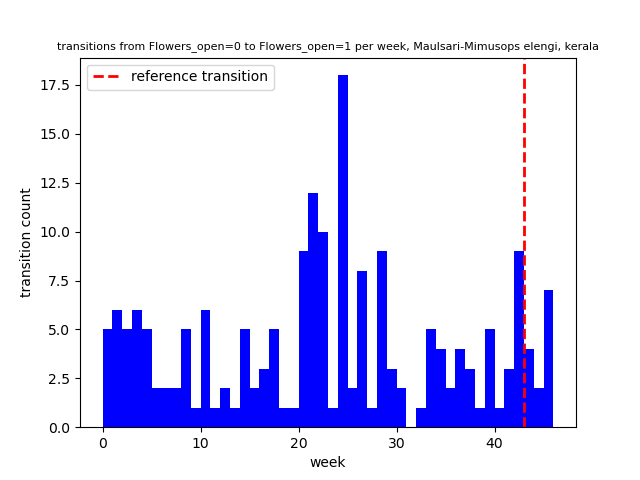 transitions from Flowers_open=0 to Flowers_open=1 per week, Maulsari-Mimusops elengi, kerala
reference transition
17.5
15.0
12.5
10.0
7.5
5.0
2.5
0.0
transition count
0 10 20 30 40
week